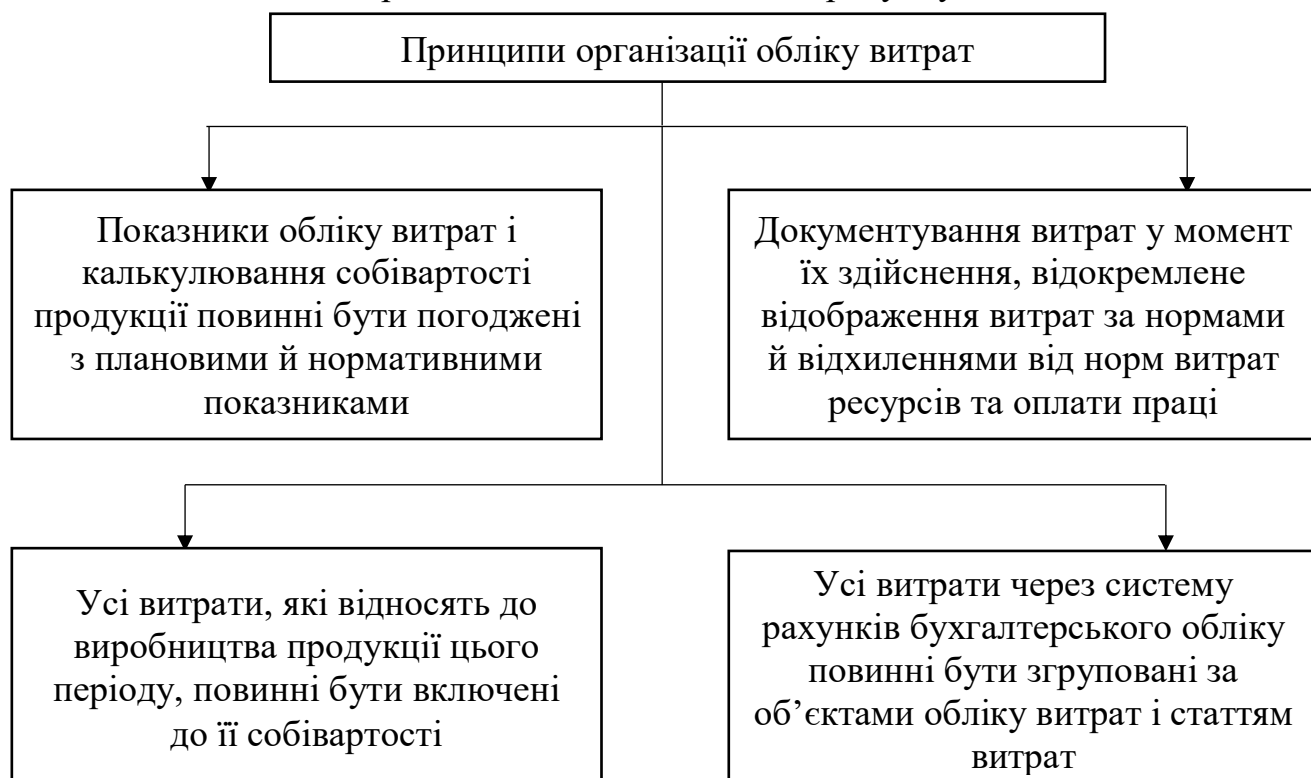 Принципи організації обліку витрат
Показники обліку витрат і
калькулювання собівартості
продукції повинні бути погоджені
з плановими й нормативними
показниками
Документування витрат у момент
їх здійснення, відокремлене
відображення витрат за нормами
й відхиленнями від норм витрат
ресурсів та оплати праці
Усі витрати, які відносять до
виробництва продукції цього
періоду, повинні бути включені
до її собівартості
Усі витрати через систему
рахунків бухгалтерського обліку
повинні бути згруповані за
об’єктами обліку витрат і статтям
витрат